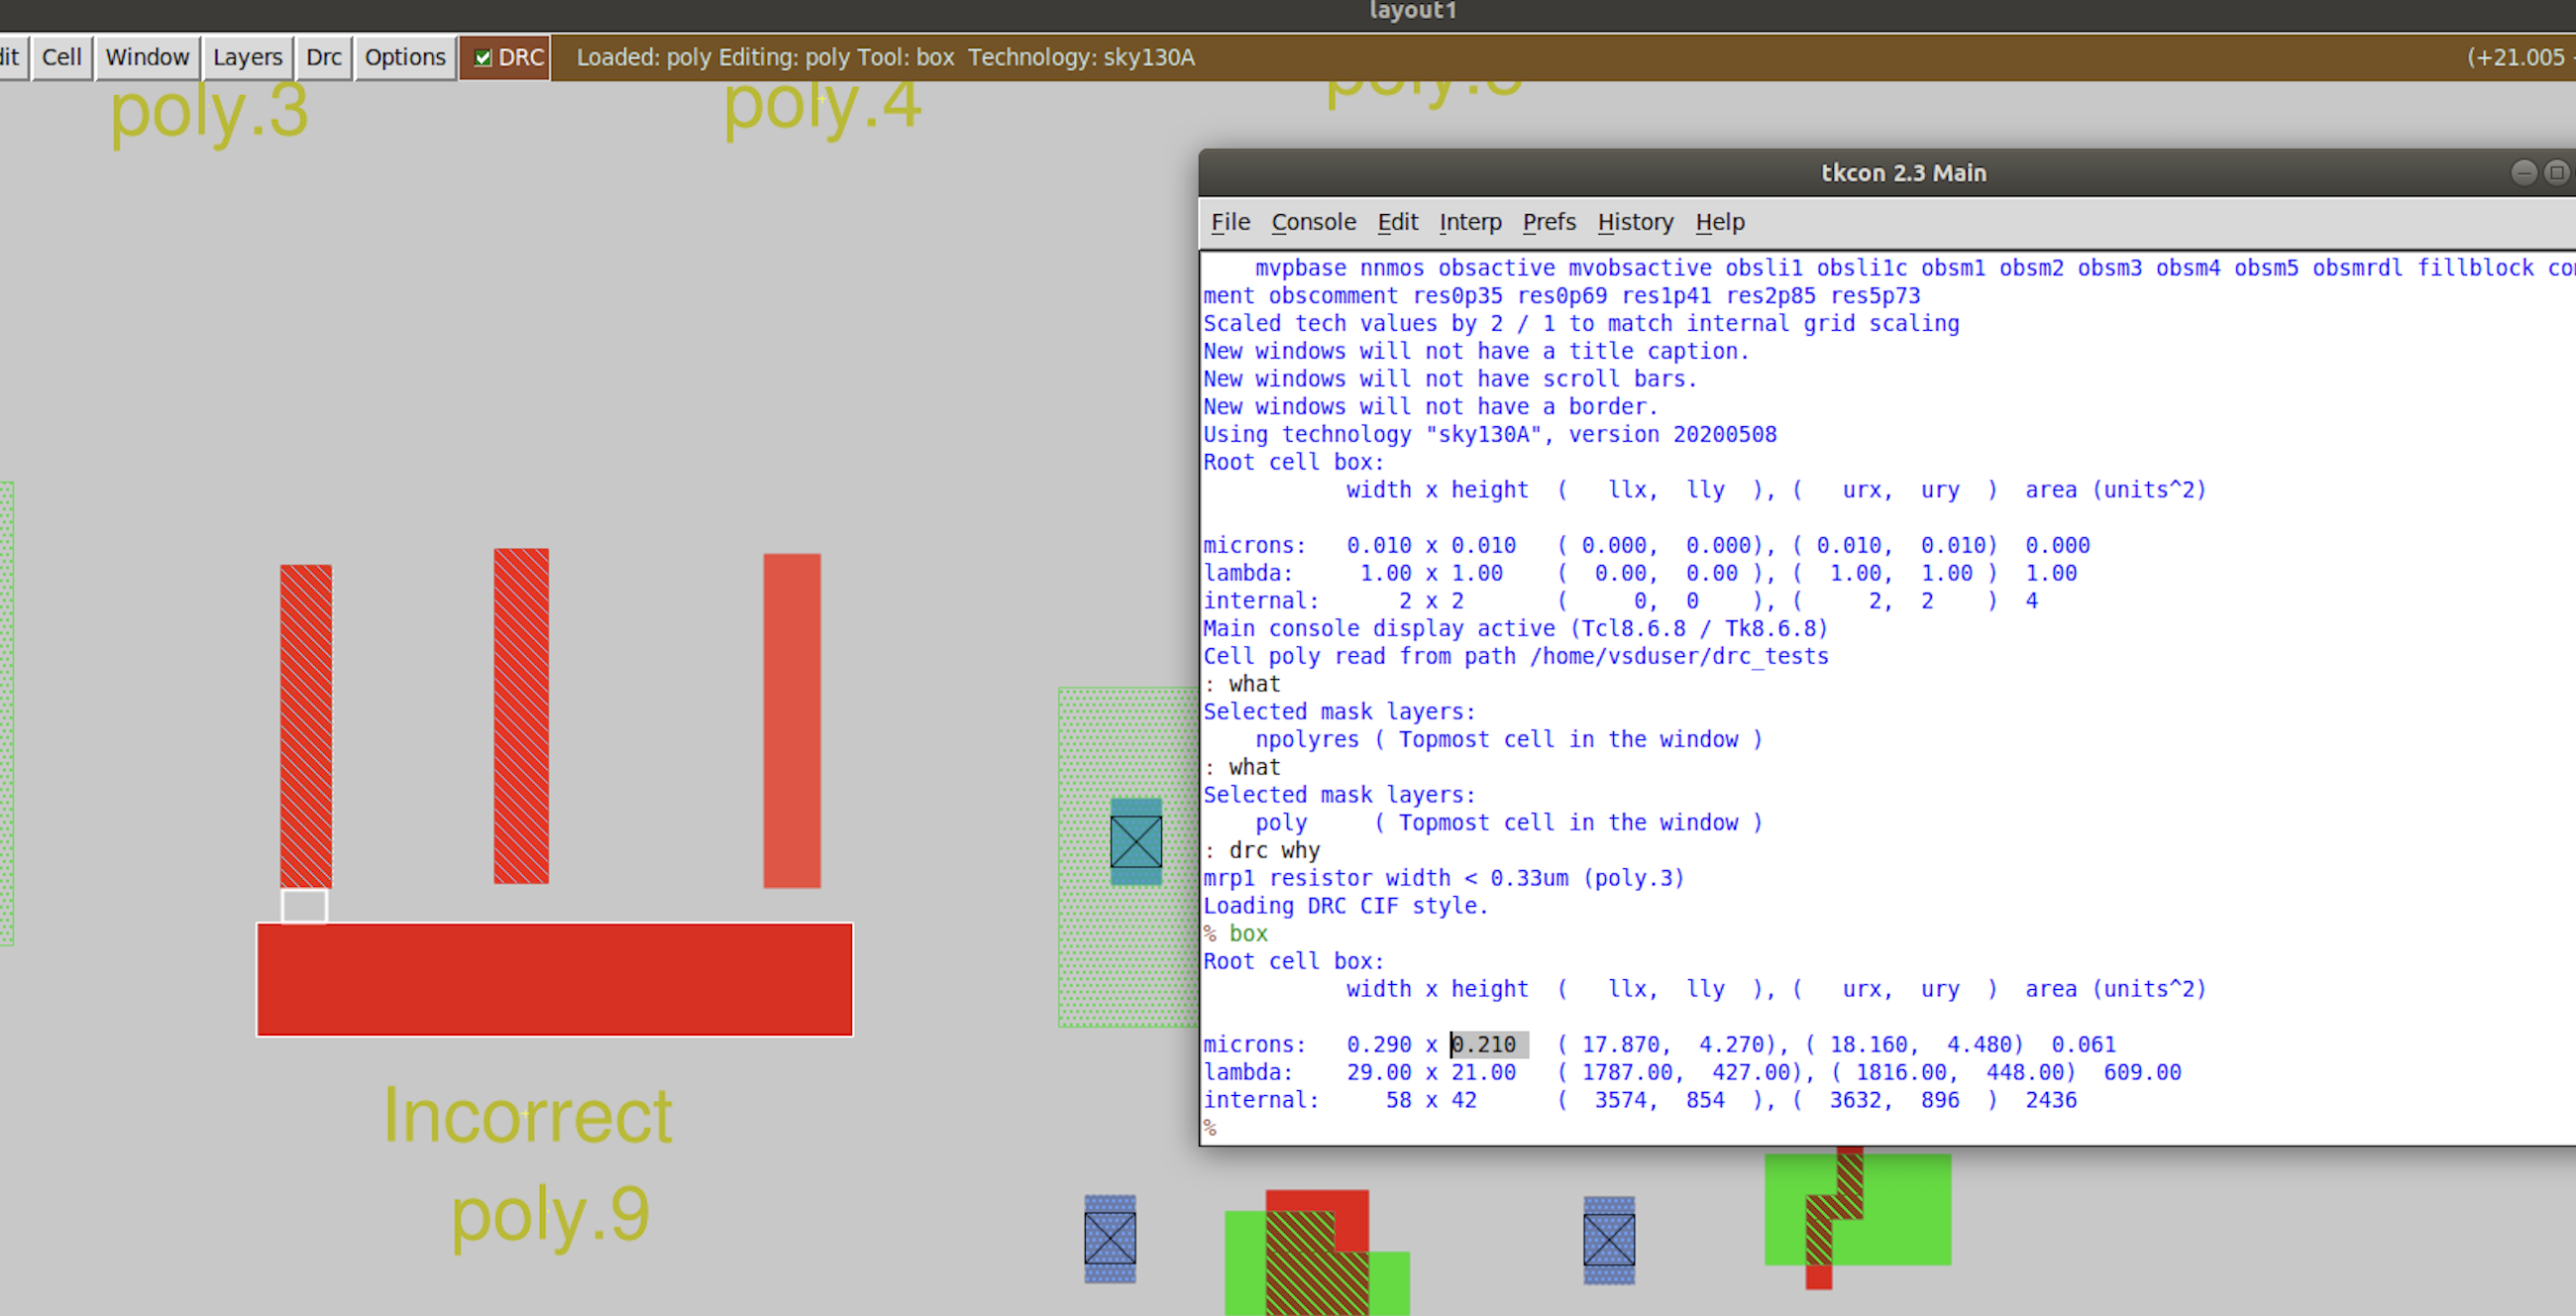 layout1
dit Cell Window Layers Drc Options DRC Loaded: poly Editing: poly Tool: box Technology: sky130A (+21.005
poly.3
poly.4
tkcon 2.3 Main
File Console Edit Interp Prefs History Help
mvpbase nnmos obsactive mvobsactive obsli1 obsli1c obsm1 obsm2 obsm3 obsm4 obsm5 obsmrdl fillblock
ment obscomment res0p35 res0p69 res1p41 res2p85 res5p73
Scaled tech values by 2 / 1 to match internal grid scaling
New windows will not have a title caption.
New windows will not have scroll bars.
New windows will not have a border.
Using technology "sky130A", version 20200508
Root cell box:
width x height ( llx, lly ), ( urx, ury ) area (units^2)
microns: 0.010 x 0.010 ( 0.000, 0.000), ( 0.010, 0.010) 0.000
lambda: 1.00 x 1.00 ( 0.00, 0.00 ), ( 1.00, 1.00 ) 1.00
internal: 2 x 2 ( 0, 0 ), ( 2, 2 ) 4
Main console display active (Tcl8.6.8 / Tk8.6.8)
Cell poly read from path /home/vsduser/drc_tests
: what
Selected mask layers:
npolyres ( Topmost cell in the window )
: what
Selected mask layers:
poly ( Topmost cell in the window )
: drc why
mrp1 resistor width < 0.33um (poly.3)
Loading DRC CIF style.
% box
Root cell box:
width x height ( llx, lly ), ( urx, ury ) area (units^2)
microns: 0.290 x 0.210 ( 17.870, 4.270), ( 18.160, 4.480) 0.061
lambda: 29.00 x 21.00 ( 1787.00, 427.00), ( 1816.00, 448.00) 609.00
internal: 58 x 42 ( 3574, 854 ), ( 3632, 896 ) 2436
%
Incorrect
poly.9